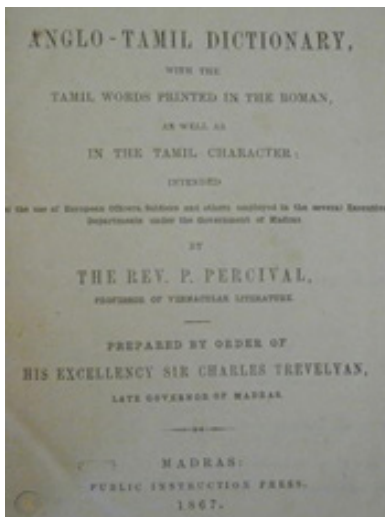 ANGLO-TAMIL DICTIONARY,
WITH THE
TAMIL WORDS PRINTED IN THE ROMAN,
AS WELL AS
IN THE TAMIL CHARACTER;
INTENDED
the use of European Officers, Soldiers and others employed in the several Executive
Departments under the Government of Madras
BY
THE REV. P. PERCIVAL,
PROFESSOR OF VERNACULAR LITERATURE.
PREPARED BY ORDER OF
HIS EXCELLENCY SIR CHARLES TREVELYAN,
LATE GOVERNOR OF MADRAS.
MADRAS:
PUBLIC INSTRUCTION PRESS.
1867.